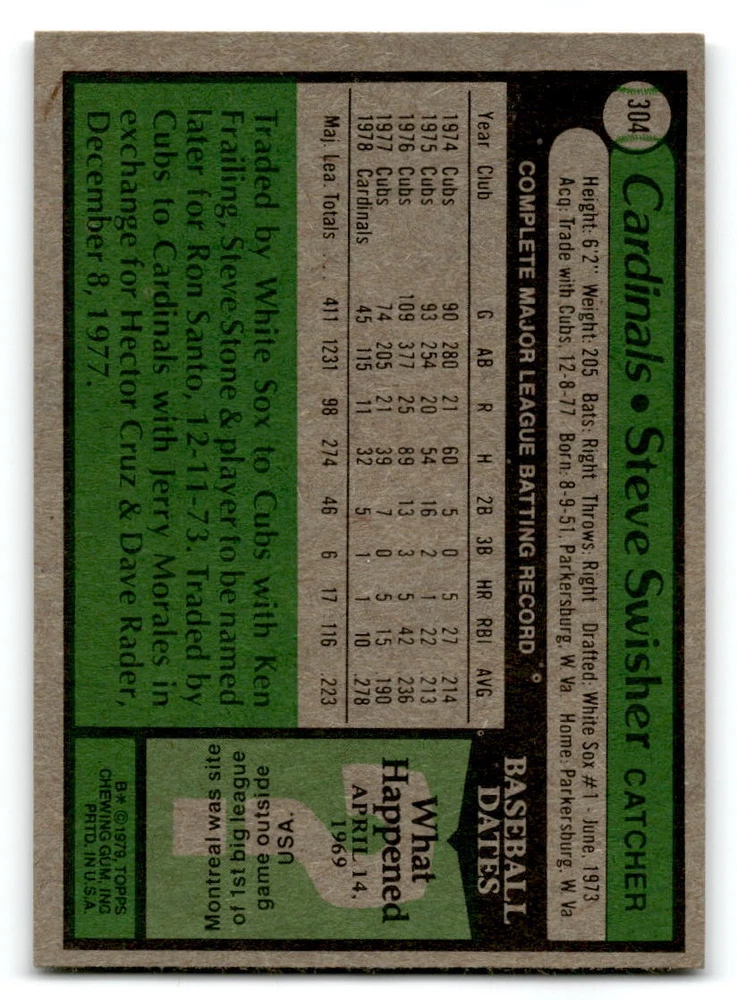 304
Cardinals • Steve Swisher CATCHER
Height: 6'2" Weight: 205 Bats: Right Throws: Right Drafted: White Sox #1 - June, 1973
Acq: Trade with Cubs, 12-8-77 Born: 8-9-51, Parkersburg, W. Va Home: Parkersburg, W. Va
COMPLETE MAJOR LEAGUE BATTING RECORD
Year Club G AB R H 2B 3B HR RBI AVG
1974 Cubs 90 280 21 60 5 0 5 27 .214
1975 Cubs 93 254 20 54 16 2 1 22 .213
1976 Cubs 109 377 25 89 13 3 5 42 .236
1977 Cubs 74 205 21 39 7 0 5 15 .190
1978 Cardinals 45 115 11 32 5 1 1 10 .278
Maj. Lea. Totals . . . 411 1231 98 274 46 6 17 116 .223
Traded by White Sox to Cubs with Ken
Frailing, Steve Stone & player to be named
later for Ron Santo, 12-11-73. Traded by
Cubs to Cardinals with Jerry Morales in
exchange for Hector Cruz & Dave Rader,
December 8, 1977.
BASEBALL
DATES
What
Happened
APRIL 14,
1969
Montreal was site
of 1st big league
game outside
USA.
B* ©1979, TOPPS
CHEWING GUM, INC
PRTD. IN U.S.A.